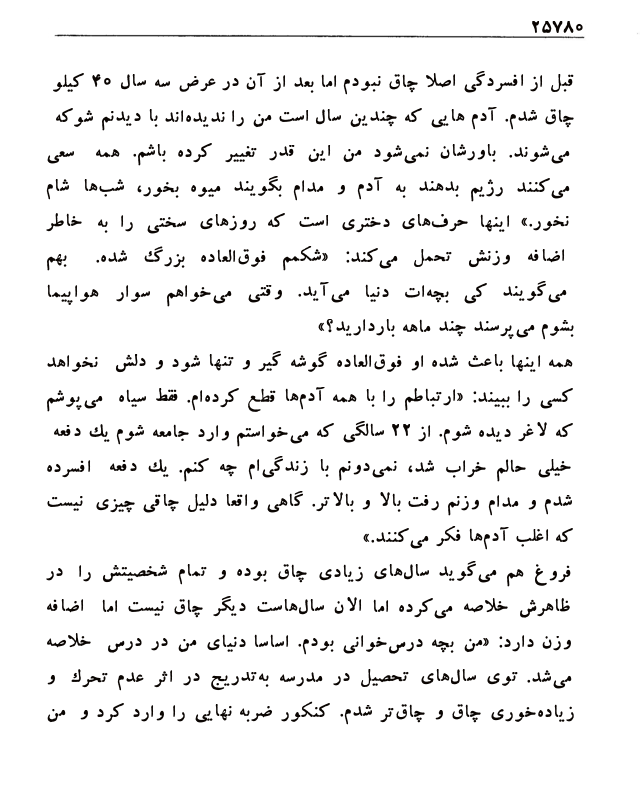 ۲۵۷۸۰
قبل از افسردگی اصلا چاق نبودم اما بعد از آن در عرض سه سال ۴۰ کیلو
چاق شدم. آدم هایی که چندین سال است من را ندیده‌اند با دیدنم شوکه
می‌شوند. باورشان نمی‌شود من این قدر تغییر کرده باشم. همه سعی
می‌کنند رژیم بدهند به آدم و مدام بگویند میوه بخور، شب‌ها شام
نخور.» اینها حرف‌های دختری است که روزهای سختی را به خاطر
اضافه وزنش تحمل می‌کند: «شکمم فوق‌العاده بزرگ شده. بهم
می‌گویند کی بچه‌ات دنیا می‌آید. وقتی می‌خواهم سوار هواپیما
بشوم می‌پرسند چند ماهه باردارید؟»
همه اینها باعث شده او فوق‌العاده گوشه گیر و تنها شود و دلش نخواهد
کسی را ببیند: «ارتباطم را با همه آدم‌ها قطع کرده‌ام. فقط سیاه می‌پوشم
که لاغر دیده شوم. از ۲۲ سالگی که می‌خواستم وارد جامعه شوم یك دفعه
خیلی حالم خراب شد، نمی‌دونم با زندگی‌ام چه کنم. یك دفعه افسرده
شدم و مدام وزنم رفت بالا و بالاتر. گاهی واقعا دلیل چاقی چیزی نیست
که اغلب آدم‌ها فکر می‌کنند.»
فروغ هم می‌گوید سال‌های زیادی چاق بوده و تمام شخصیتش را در
ظاهرش خلاصه می‌کرده اما الان سال‌هاست دیگر چاق نیست اما اضافه
وزن دارد: «من بچه درس‌خوانی بودم. اساسا دنیای من در درس خلاصه
می‌شد. توی سال‌های تحصیل در مدرسه به‌تدریج در اثر عدم تحرك و
زیاده‌خوری چاق و چاق‌تر شدم. کنکور ضربه نهایی را وارد کرد و من